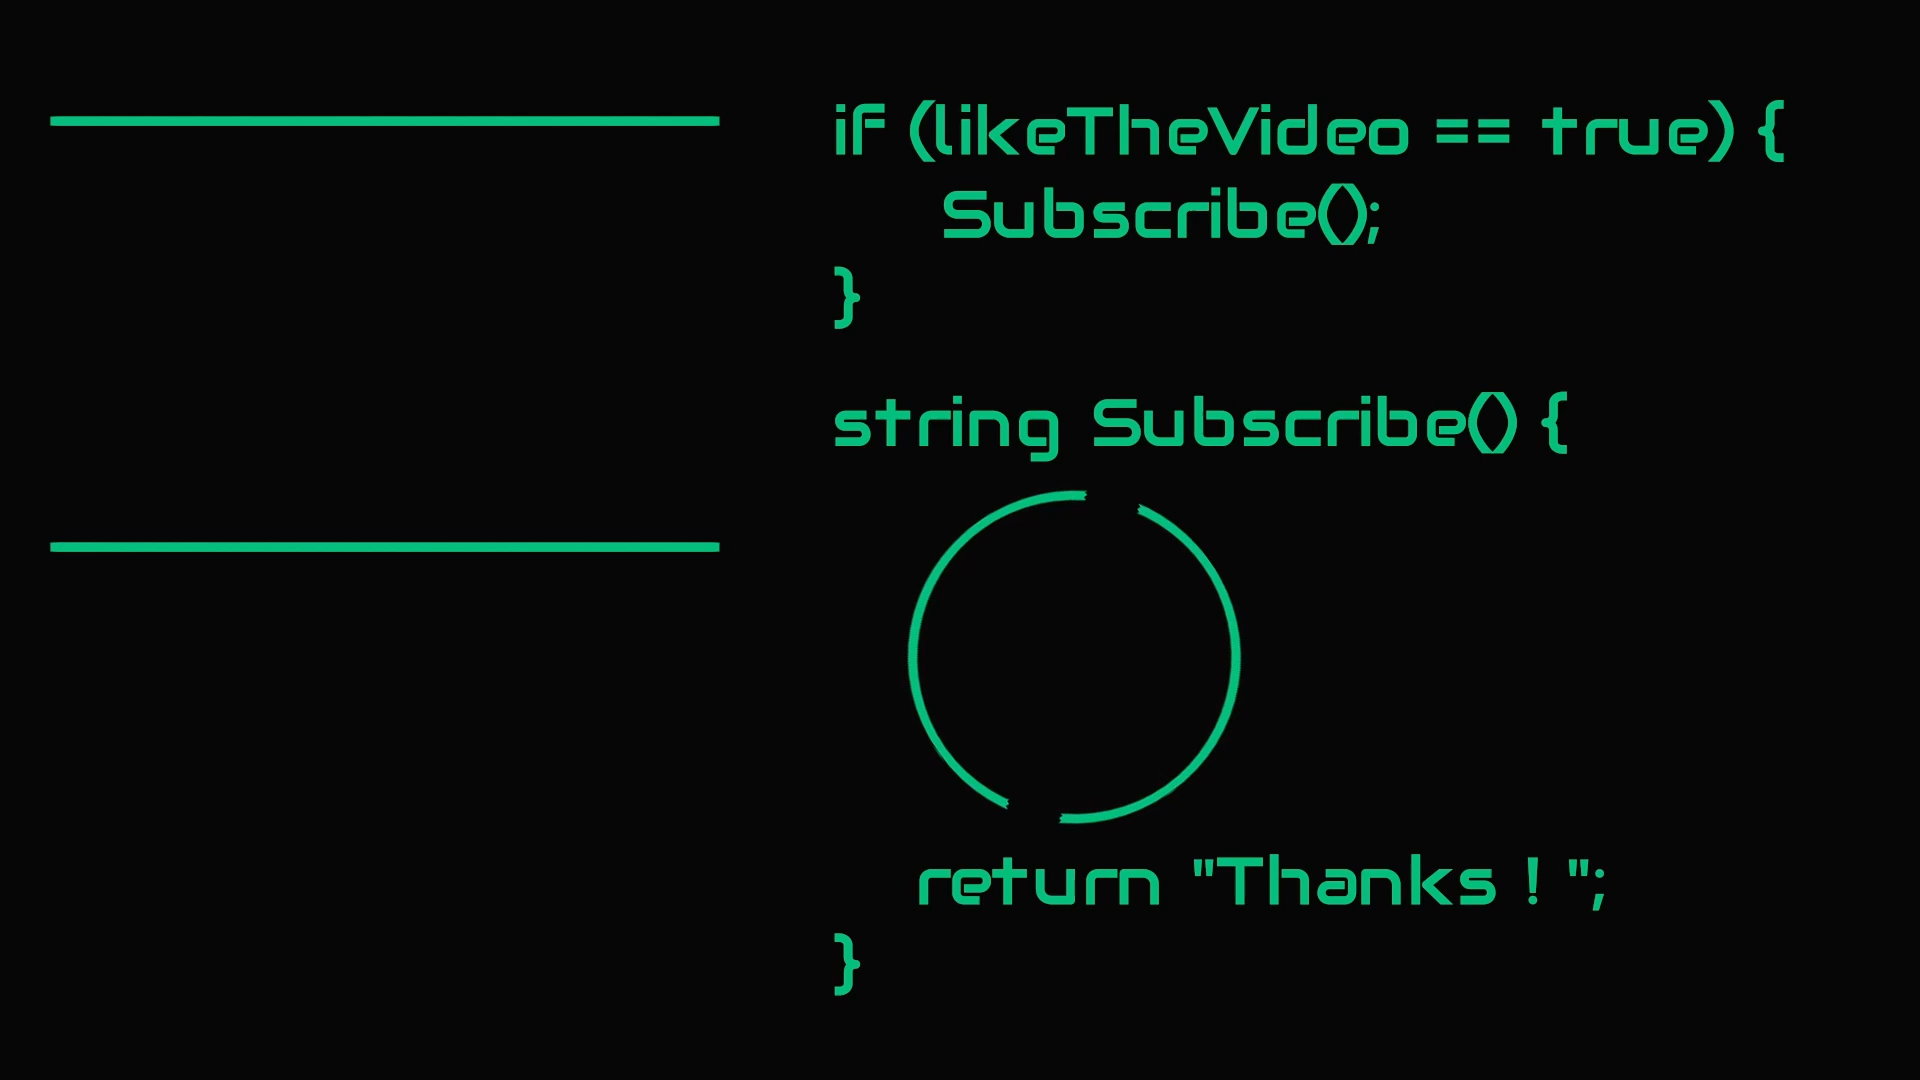 if (likeTheVideo == true) {
Subscribe();
}
string Subscribe() {
return "Thanks ! ";
}